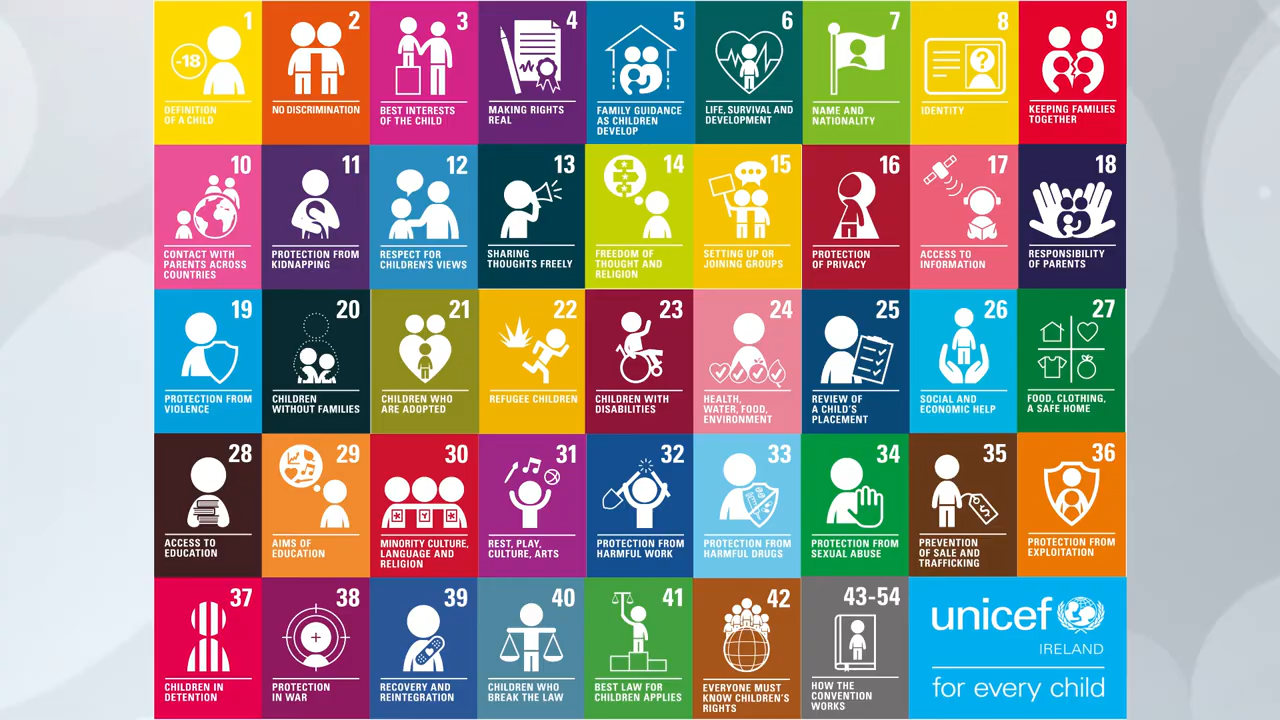 1
-18
DEFINITION
OF A CHILD
2
NO DISCRIMINATION
3
BEST INTERESTS
OF THE CHILD
4
MAKING RIGHTS
REAL
5
FAMILY GUIDANCE
AS CHILDREN
DEVELOP
6
LIFE, SURVIVAL AND
DEVELOPMENT
7
NAME AND
NATIONALITY
8
?
IDENTITY
9
KEEPING FAMILIES
TOGETHER
10
CONTACT WITH
PARENTS ACROSS
COUNTRIES
11
PROTECTION FROM
KIDNAPPING
12
RESPECT FOR
CHILDREN'S VIEWS
13
SHARING
THOUGHTS FREELY
14
FREEDOM OF
THOUGHT AND
RELIGION
15
SETTING UP OR
JOINING GROUPS
16
PROTECTION
OF PRIVACY
17
ACCESS TO
INFORMATION
18
RESPONSIBILITY
OF PARENTS
19
PROTECTION FROM
VIOLENCE
20
CHILDREN
WITHOUT FAMILIES
21
CHILDREN WHO
ARE ADOPTED
22
REFUGEE CHILDREN
23
CHILDREN WITH
DISABILITIES
24
HEALTH,
WATER, FOOD,
ENVIRONMENT
25
REVIEW OF
A CHILD'S
PLACEMENT
26
SOCIAL AND
ECONOMIC HELP
27
FOOD, CLOTHING,
A SAFE HOME
28
ACCESS TO
EDUCATION
29
AIMS OF
EDUCATION
30
MINORITY CULTURE,
LANGUAGE AND
RELIGION
31
REST, PLAY,
CULTURE, ARTS
32
PROTECTION FROM
HARMFUL WORK
33
PROTECTION FROM
HARMFUL DRUGS
34
PROTECTION FROM
SEXUAL ABUSE
35
$
PREVENTION
OF SALE AND
TRAFFICKING
36
PROTECTION FROM
EXPLOITATION
37
CHILDREN IN
DETENTION
38
PROTECTION
IN WAR
39
RECOVERY AND
REINTEGRATION
40
CHILDREN WHO
BREAK THE LAW
41
BEST LAW FOR
CHILDREN APPLIES
42
EVERYONE MUST
KNOW CHILDREN'S
RIGHTS
43-54
HOW THE
CONVENTION
WORKS
unicef
IRELAND
for every child